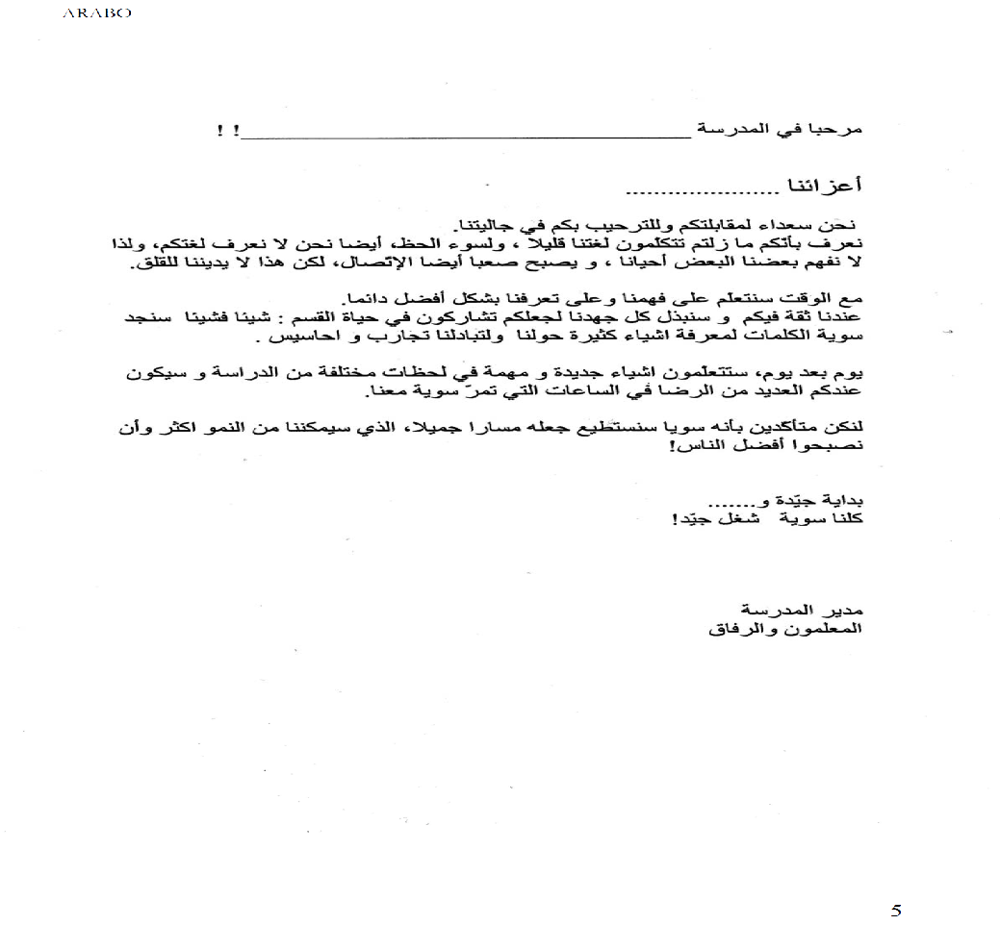 ARABO
مرحبا في المدرسة ______________________________! !
أعزائنا ......................
نحن سعداء لمقابلتكم وللترحيب بكم في جاليتنا.
نعرف بأنكم ما زلتم تتكلمون لغتنا قليلا ، ولسوء الحظ، أيضا نحن لا نعرف لغتكم، ولذا
لا نفهم بعضنا البعض أحيانا ، و يصبح صعبا أيضا الإتصال، لكن هذا لا يديننا للقلق.
مع الوقت سنتعلم على فهمنا وعلى تعرفنا بشكل أفضل دائما.
عندنا ثقة فيكم و سنبذل كل جهدنا لجعلكم تشاركون في حياة القسم : شيئا فشيئا سنجد
سوية الكلمات لمعرفة اشياء كثيرة حولنا ولتبادلنا تجارب و احاسيس .
يوم بعد يوم، ستتعلمون اشياء جديدة و مهمة في لحظات مختلفة من الدراسة و سيكون
عندكم العديد من الرضا في الساعات التي تمرّ سوية معنا.
لنكن متأكدين بأنه سويا سنستطيع جعله مسارا جميلا، الذي سيمكننا من النمو اكثر وأن
نصبحوا أفضل الناس!
بداية جيّدة و.......
كلنا سوية شغل جيّد!
مدير المدرسة
المعلمون والرفاق
5